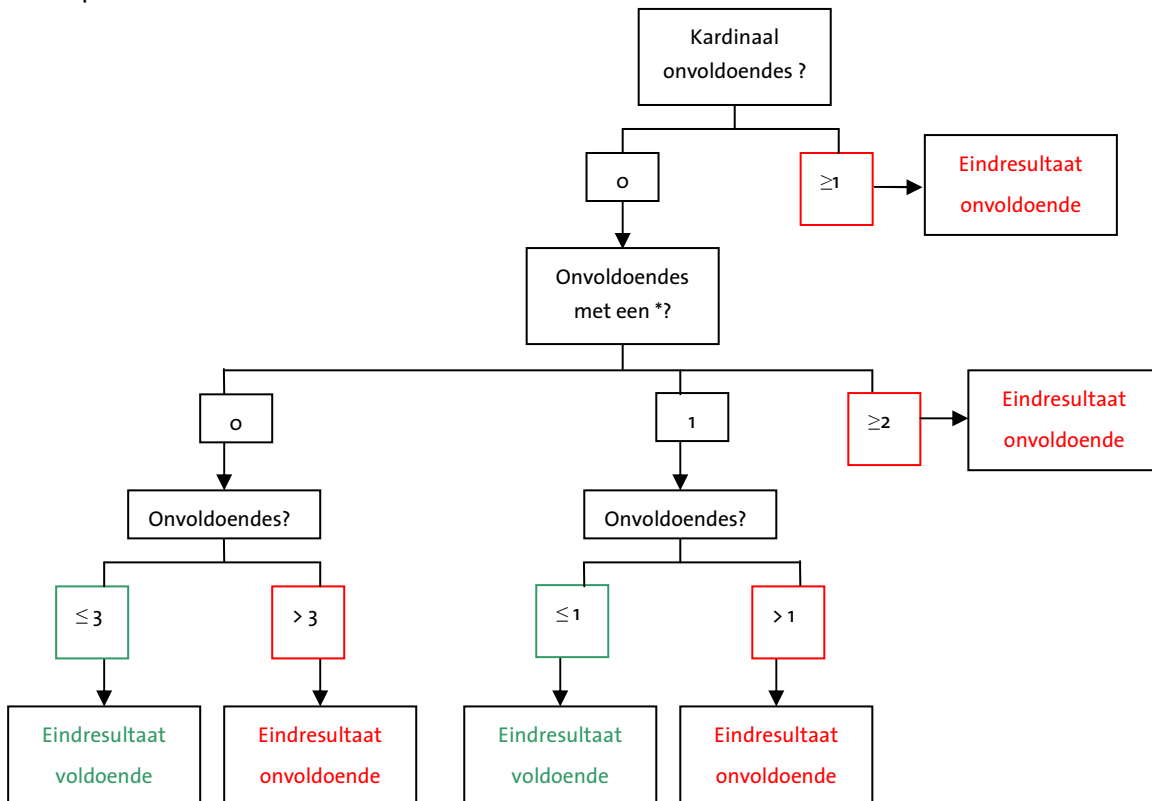 Kardinaal
onvoldoendes ?
0
≥1
Eindresultaat
onvoldoende
Onvoldoendes
met een *?
0
1
≥2
Eindresultaat
onvoldoende
Onvoldoendes?
Onvoldoendes?
≤ 3
> 3
≤ 1
> 1
Eindresultaat
voldoende
Eindresultaat
onvoldoende
Eindresultaat
voldoende
Eindresultaat
onvoldoende